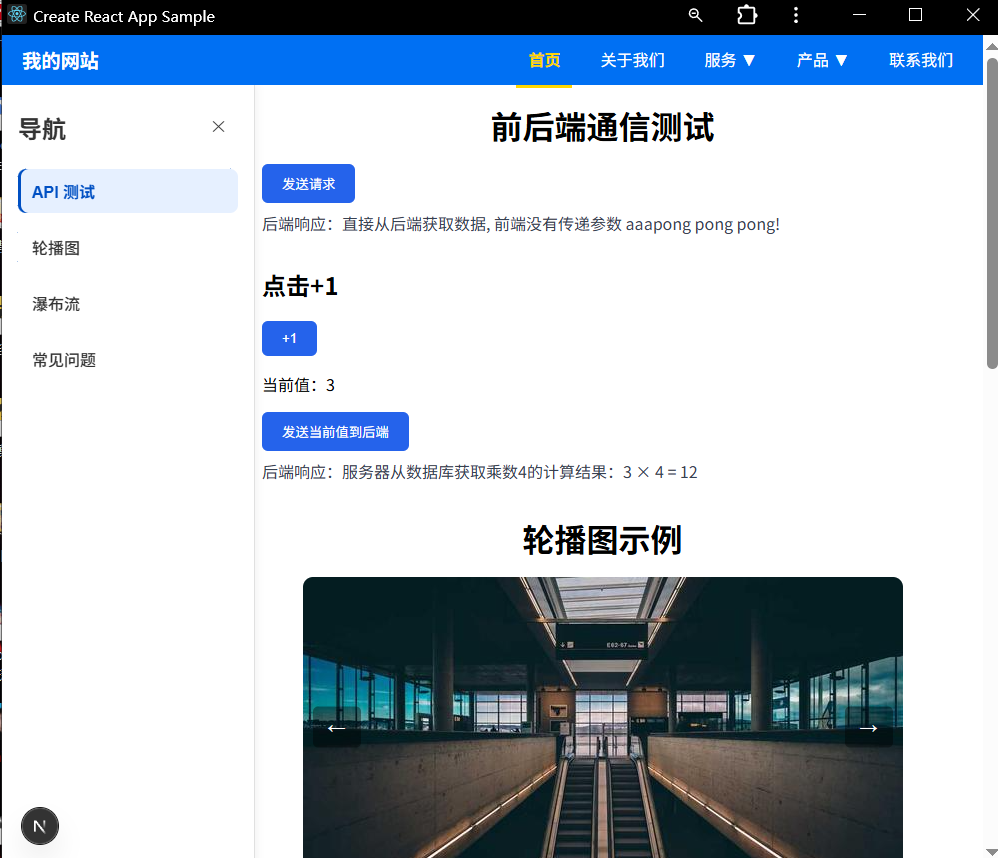 Create React App Sample
我的网站
首页 关于我们 服务 ▼ 产品 ▼ 联系我们
导航
API 测试
轮播图
瀑布流
常见问题
前后端通信测试
发送请求
后端响应：直接从后端获取数据, 前端没有传递参数 aaapong pong pong!
点击+1
+1
当前值：3
发送当前值到后端
后端响应：服务器从数据库获取乘数4的计算结果：3 × 4 = 12
轮播图示例
E02-07
← →
N